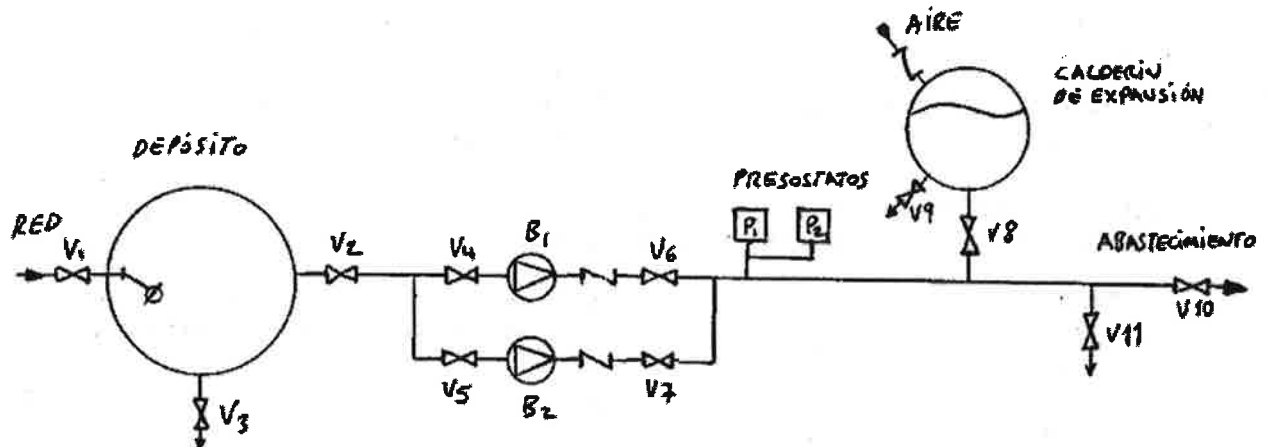 AIRE
CALDERIN
DE EXPANSIÓN
DEPÓSITO
PRESOSTATOS
P1 P2
V9
V8
RED
V1
V2
V4
B1
V6
ABASTECIMIENTO
V10
V11
V5
B2
V7
V3